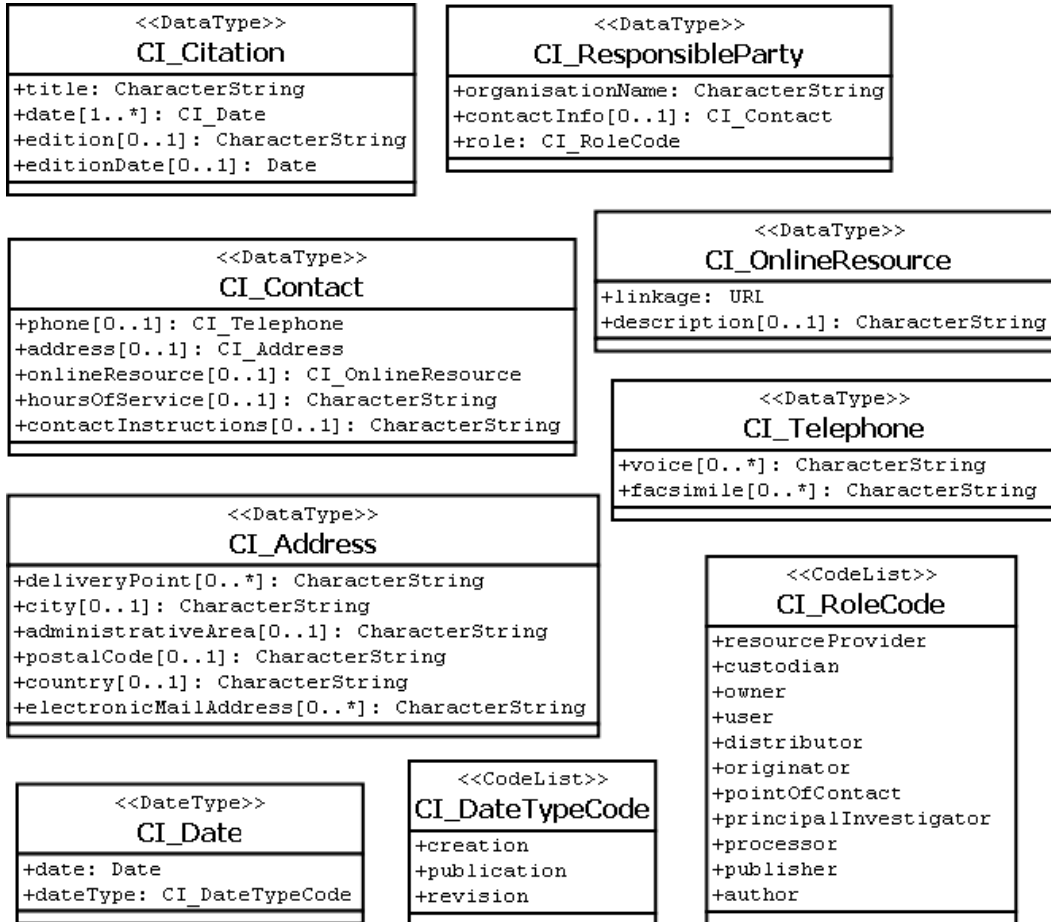 <<DataType>>
CI_Citation
+title: CharacterString
+date[1..*]: CI_Date
+edition[0..1]: CharacterString
+editionDate[0..1]: Date
<<DataType>>
CI_ResponsibleParty
+organisationName: CharacterString
+contactInfo[0..1]: CI_Contact
+role: CI_RoleCode
<<DataType>>
CI_Contact
+phone[0..1]: CI_Telephone
+address[0..1]: CI_Address
+onlineResource[0..1]: CI_OnlineResource
+hoursOfService[0..1]: CharacterString
+contactInstructions[0..1]: CharacterString
<<DataType>>
CI_OnlineResource
+linkage: URL
+description[0..1]: CharacterString
<<DataType>>
CI_Telephone
+voice[0..*]: CharacterString
+facsimile[0..*]: CharacterString
<<DataType>>
CI_Address
+deliveryPoint[0..*]: CharacterString
+city[0..1]: CharacterString
+administrativeArea[0..1]: CharacterString
+postalCode[0..1]: CharacterString
+country[0..1]: CharacterString
+electronicMailAddress[0..*]: CharacterString
<<CodeList>>
CI_RoleCode
+resourceProvider
+custodian
+owner
+user
+distributor
+originator
+pointOfContact
+principalInvestigator
+processor
+publisher
+author
<<DateType>>
CI_Date
+date: Date
+dateType: CI_DateTypeCode
<<CodeList>>
CI_DateTypeCode
+creation
+publication
+revision